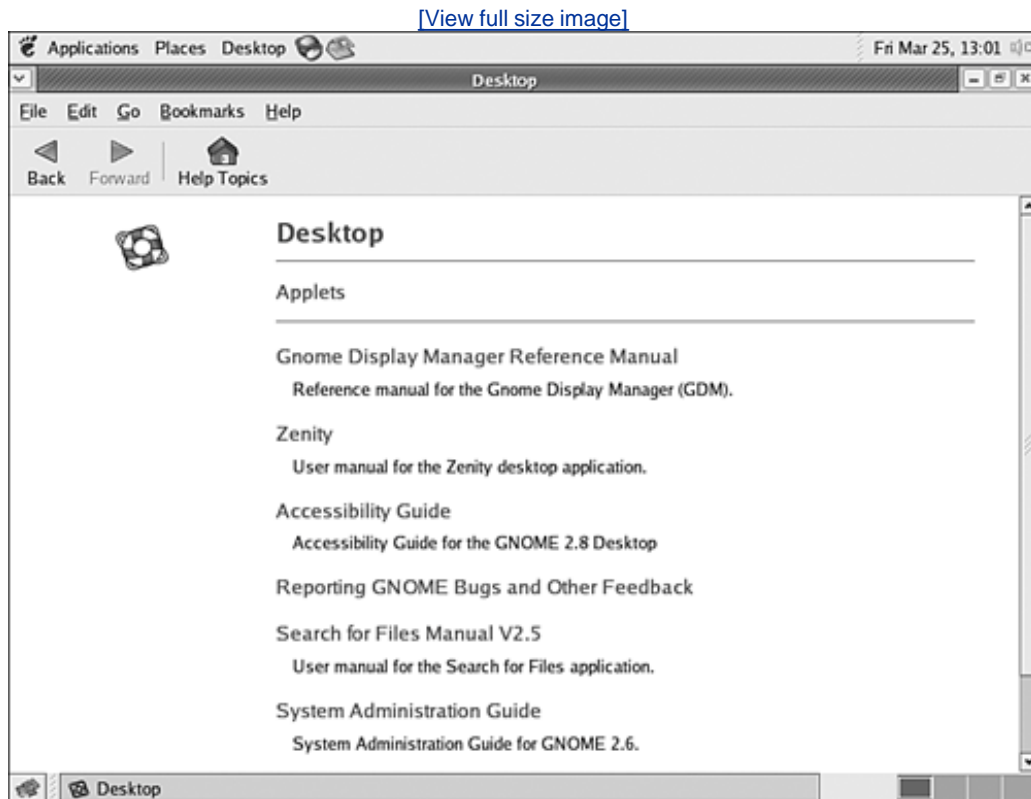 [View full size image]
Applications Places Desktop Fri Mar 25, 13:01
Desktop
File Edit Go Bookmarks Help
Back Forward Help Topics
Desktop
Applets
Gnome Display Manager Reference Manual
Reference manual for the Gnome Display Manager (GDM).
Zenity
User manual for the Zenity desktop application.
Accessibility Guide
Accessibility Guide for the GNOME 2.8 Desktop
Reporting GNOME Bugs and Other Feedback
Search for Files Manual V2.5
User manual for the Search for Files application.
System Administration Guide
System Administration Guide for GNOME 2.6.
Desktop